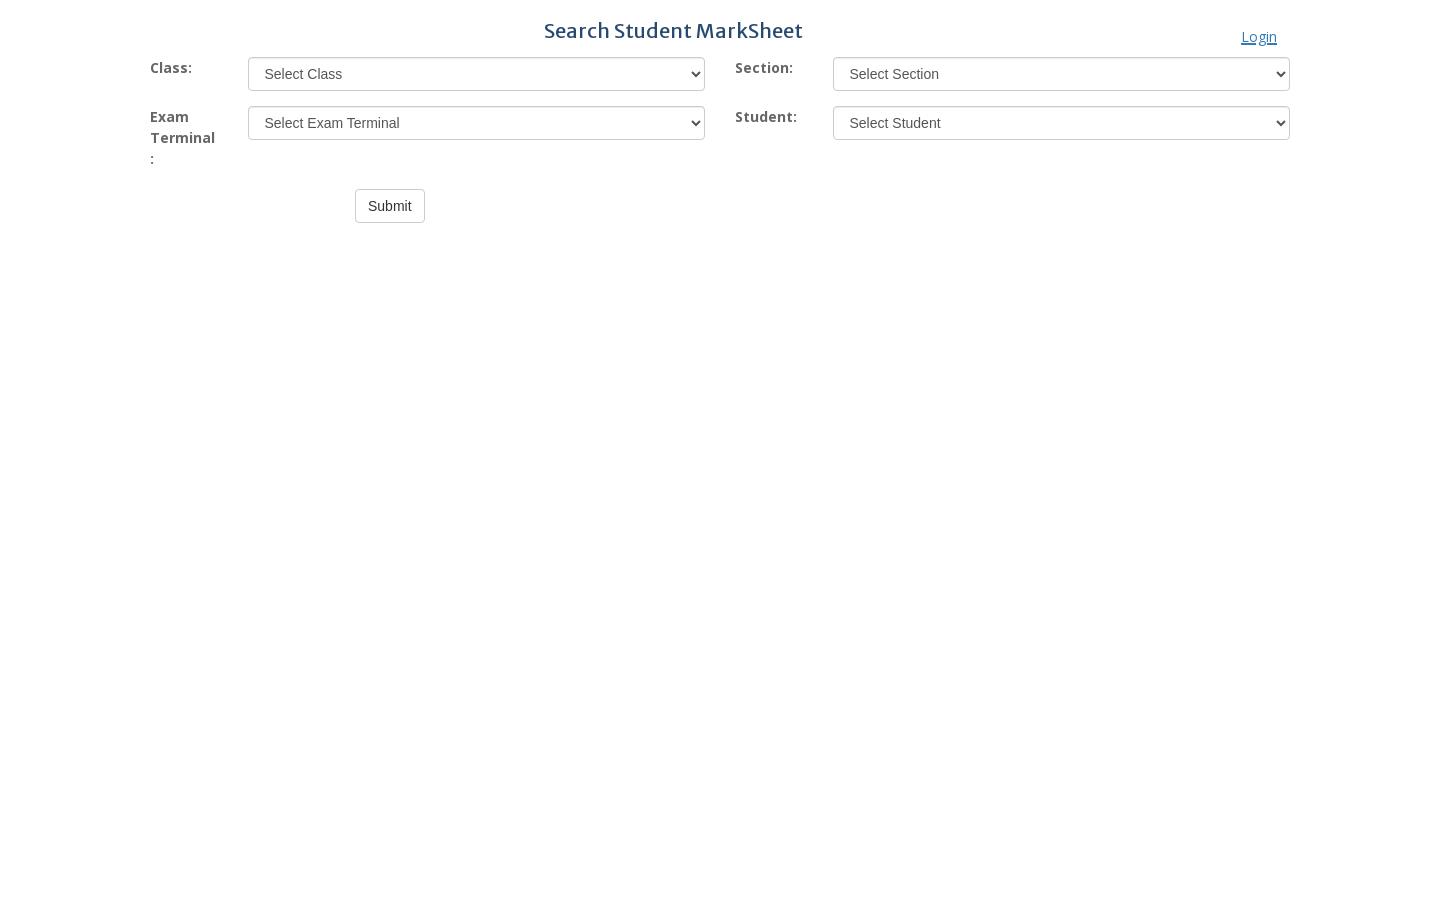 Search Student MarkSheet
Login
Class:
Select Class
Section:
Select Section
Exam
Terminal
:
Select Exam Terminal
Student:
Select Student
Submit